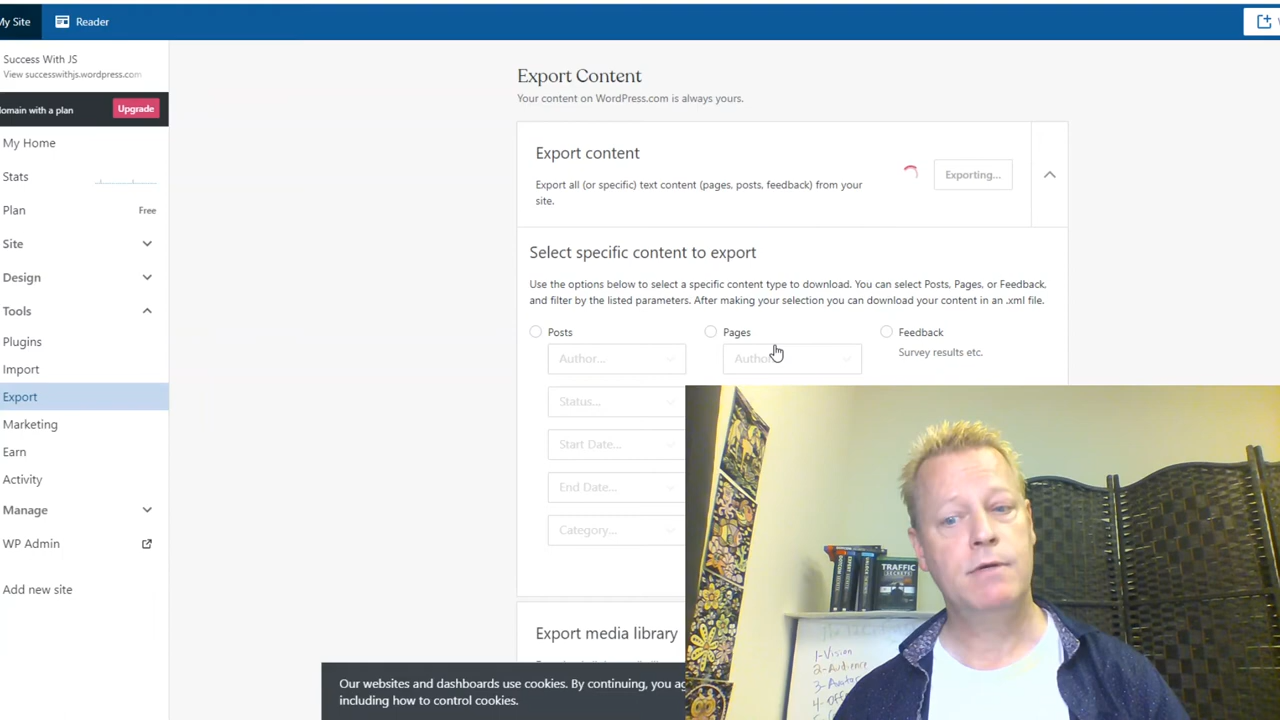 My Site
Reader
Success With JS
View successwithjs.wordpress.com
domain with a plan
Upgrade
My Home
Stats
Plan
Free
Site
Design
Tools
Plugins
Import
Export
Marketing
Earn
Activity
Manage
WP Admin
Add new site
Export Content
Your content on WordPress.com is always yours.
Export content
Export all (or specific) text content (pages, posts, feedback) from your
site.
Exporting...
Select specific content to export
Use the options below to select a specific content type to download. You can select Posts, Pages, or Feedback,
and filter by the listed parameters. After making your selection you can download your content in an .xml file.
Posts
Pages
Feedback
Author...
Survey results etc.
Status...
Start Date...
End Date...
Category...
Export media library
Our websites and dashboards use cookies. By continuing, you
including how to control cookies.
TRAFFIC
SECRETS
1-Vision
2-Audience
3-Avatar